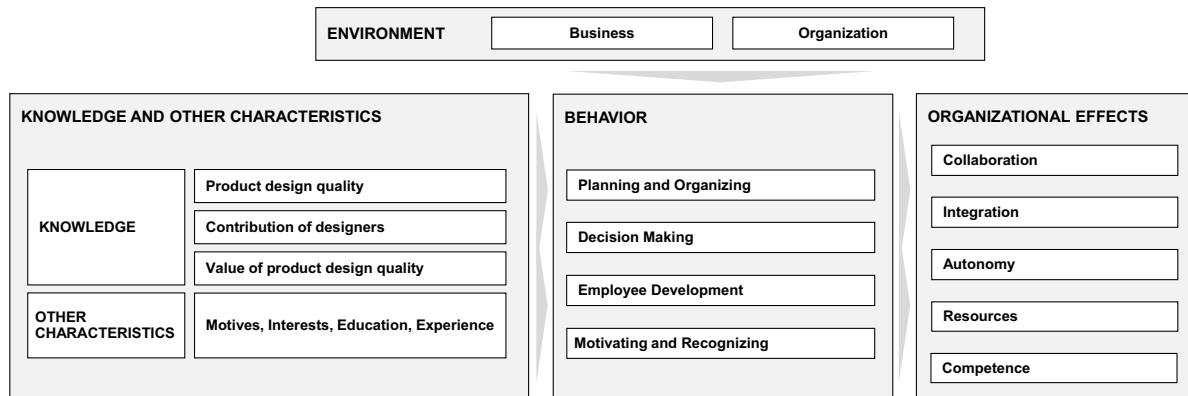 ENVIRONMENT
Business
Organization
KNOWLEDGE AND OTHER CHARACTERISTICS
KNOWLEDGE
Product design quality
Contribution of designers
Value of product design quality
OTHER
CHARACTERISTICS
Motives, Interests, Education, Experience
BEHAVIOR
Planning and Organizing
Decision Making
Employee Development
Motivating and Recognizing
ORGANIZATIONAL EFFECTS
Collaboration
Integration
Autonomy
Resources
Competence